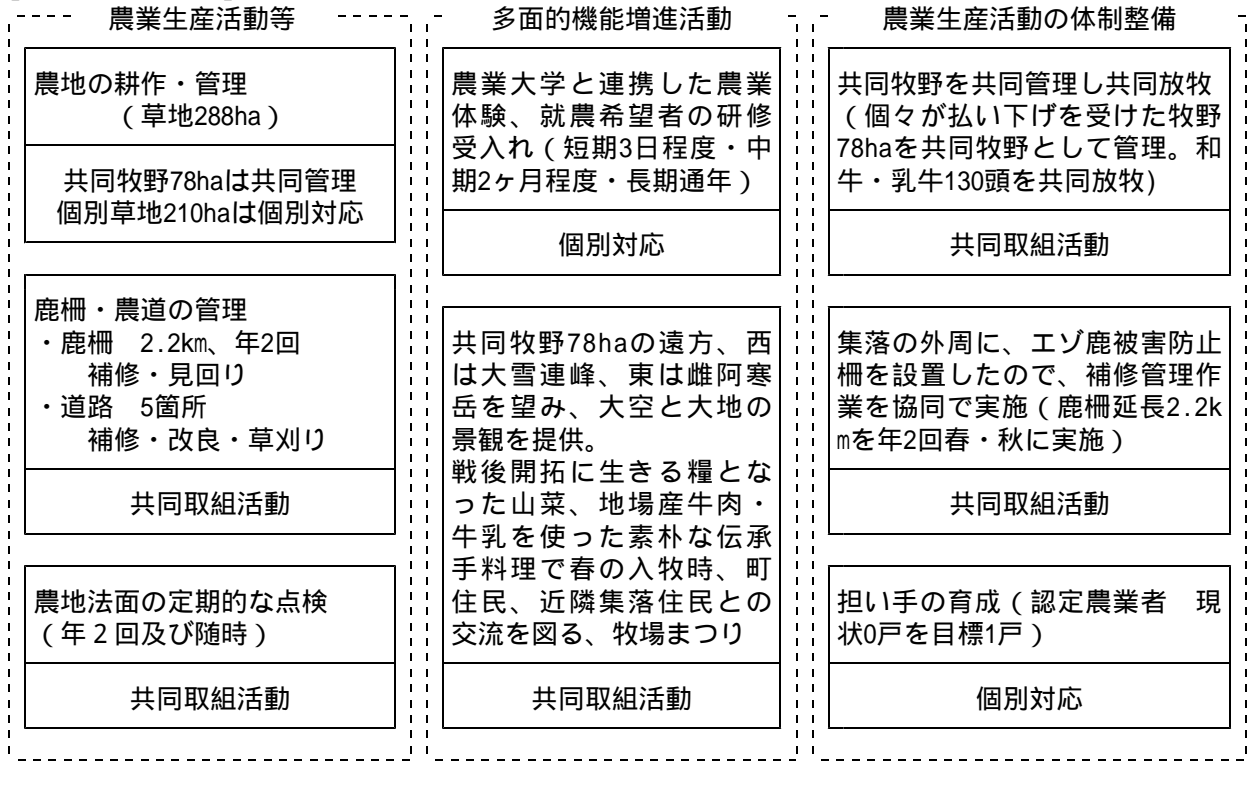 農業生産活動等
農地の耕作・管理
（草地288ha）
共同牧野78haは共同管理
個別草地210haは個別対応
鹿柵・農道の管理
・鹿柵　2.2km、年2回
補修・見回り
・道路　5箇所
補修・改良・草刈り
共同取組活動
農地法面の定期的な点検
（年２回及び随時）
共同取組活動
多面的機能増進活動
農業大学と連携した農業
体験、就農希望者の研修
受入れ（短期3日程度・中
期2ヶ月程度・長期通年）
個別対応
共同牧野78haの遠方、西
は大雪連峰、東は雌阿寒
岳を望み、大空と大地の
景観を提供。
戦後開拓に生きる糧とな
った山菜、地場産牛肉・
牛乳を使った素朴な伝承
手料理で春の入牧時、町
住民、近隣集落住民との
交流を図る、牧場まつり
共同取組活動
農業生産活動の体制整備
共同牧野を共同管理し共同放牧
（個々が払い下げを受けた牧野
78haを共同牧野として管理。和
牛・乳牛130頭を共同放牧)
共同取組活動
集落の外周に、エゾ鹿被害防止
柵を設置したので、補修管理作
業を協同で実施（鹿柵延長2.2k
mを年2回春・秋に実施）
共同取組活動
担い手の育成（認定農業者　現
状0戸を目標1戸）
個別対応